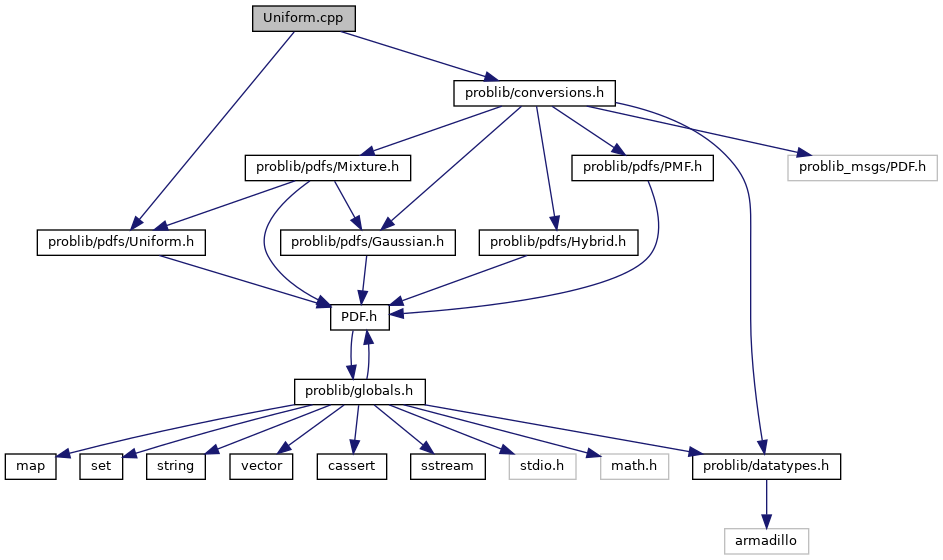 Uniform.cpp
problib/conversions.h
problib/pdfs/Mixture.h
problib/pdfs/PMF.h
problib_msgs/PDF.h
problib/pdfs/Uniform.h
problib/pdfs/Gaussian.h
problib/pdfs/Hybrid.h
PDF.h
problib/globals.h
map
set
string
vector
cassert
sstream
stdio.h
math.h
problib/datatypes.h
armadillo